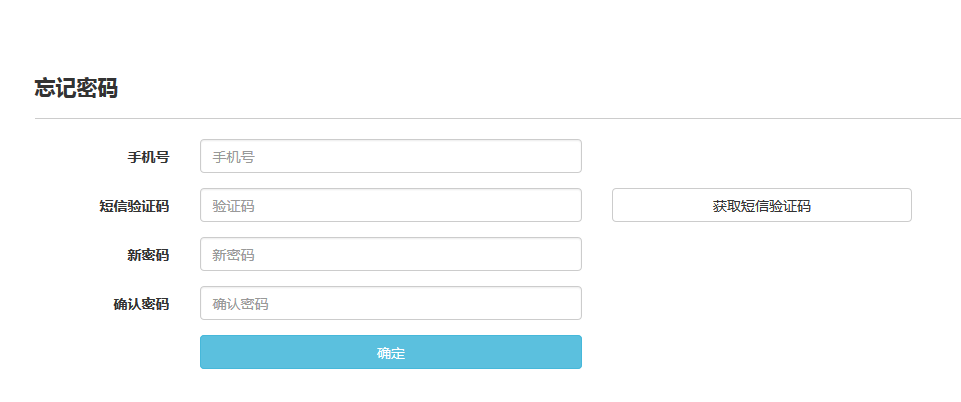 忘记密码
手机号 手机号
短信验证码 验证码 获取短信验证码
新密码 新密码
确认密码 确认密码
确定